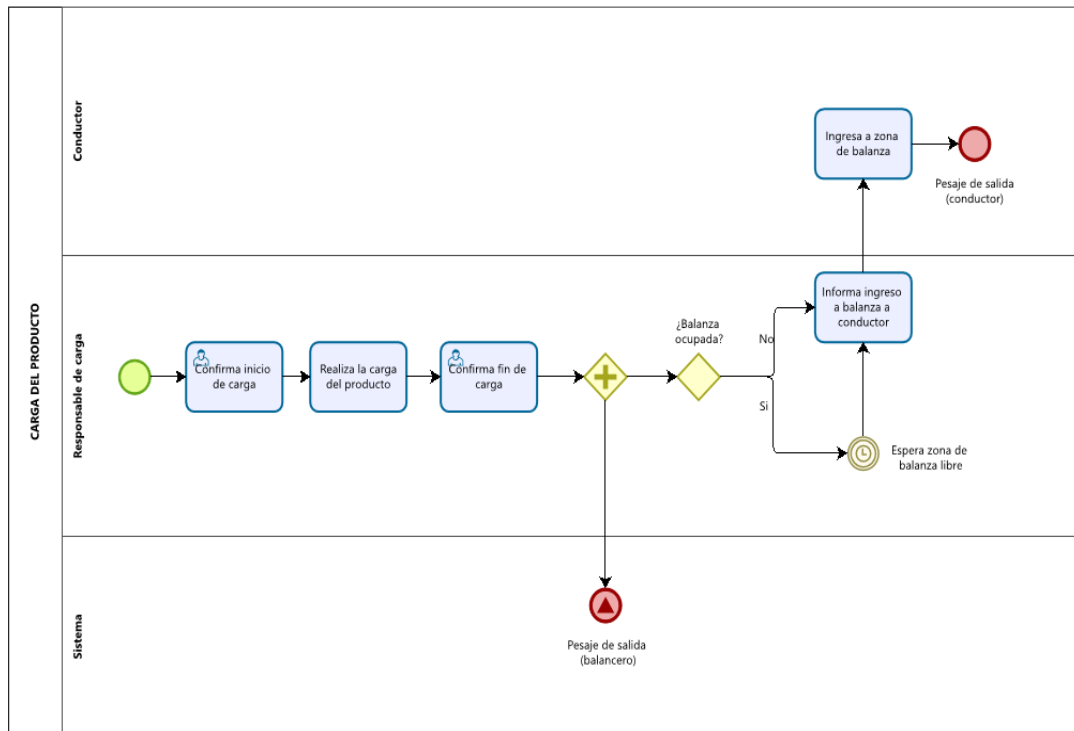 CARGA DEL PRODUCTO
Conductor
Ingresa a zona
de balanza
Pesaje de salida
(conductor)
Responsable de carga
Confirma inicio
de carga
Realiza la carga
del producto
Confirma fin de
carga
¿Balanza
ocupada?
No
Si
Informa ingreso
a balanza a
conductor
Espera zona de
balanza libre
Sistema
Pesaje de salida
(balancero)